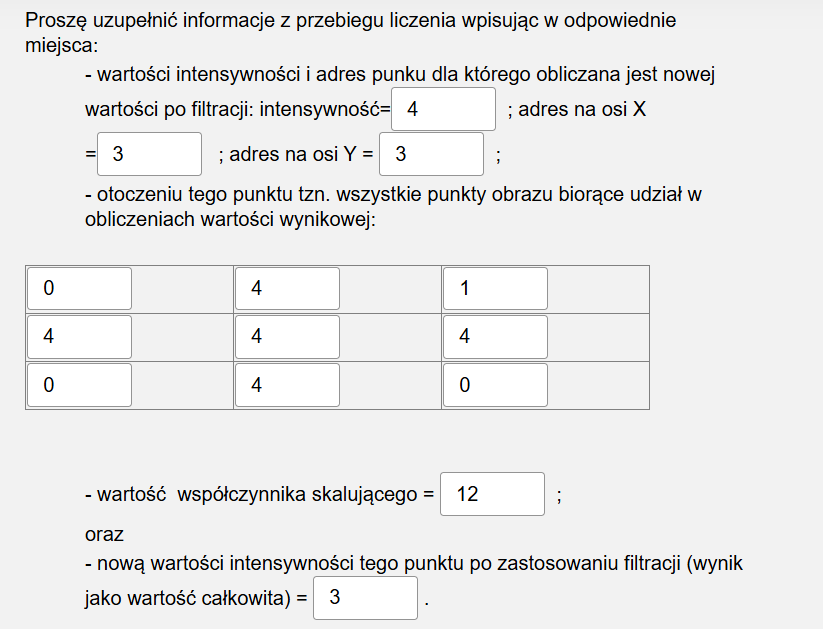 Proszę uzupełnić informacje z przebiegu liczenia wpisując w odpowiednie
miejsca:
- wartości intensywności i adres punku dla którego obliczana jest nowej
wartości po filtracji: intensywność= 4 ; adres na osi X
= 3 ; adres na osi Y = 3 ;
- otoczeniu tego punktu tzn. wszystkie punkty obrazu biorące udział w
obliczeniach wartości wynikowej:
0 4 1
4 4 4
0 4 0
- wartość współczynnika skalującego = 12 ;
oraz
- nową wartości intensywności tego punktu po zastosowaniu filtracji (wynik
jako wartość całkowita) = 3 .